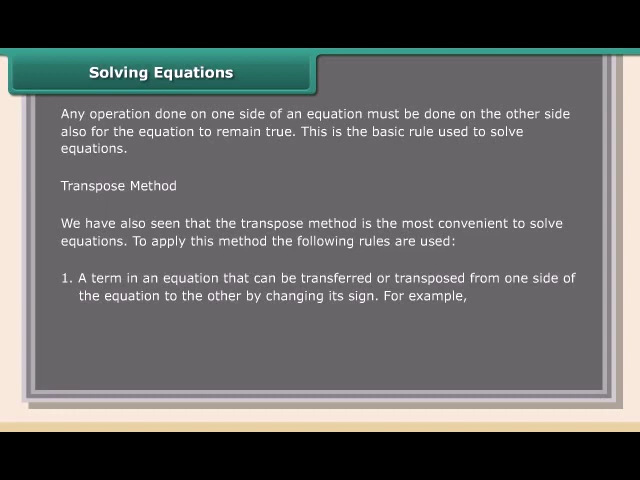 Solving Equations
Any operation done on one side of an equation must be done on the other side
also for the equation to remain true. This is the basic rule used to solve
equations.
Transpose Method
We have also seen that the transpose method is the most convenient to solve
equations. To apply this method the following rules are used:
1. A term in an equation that can be transferred or transposed from one side of
the equation to the other by changing its sign. For example,